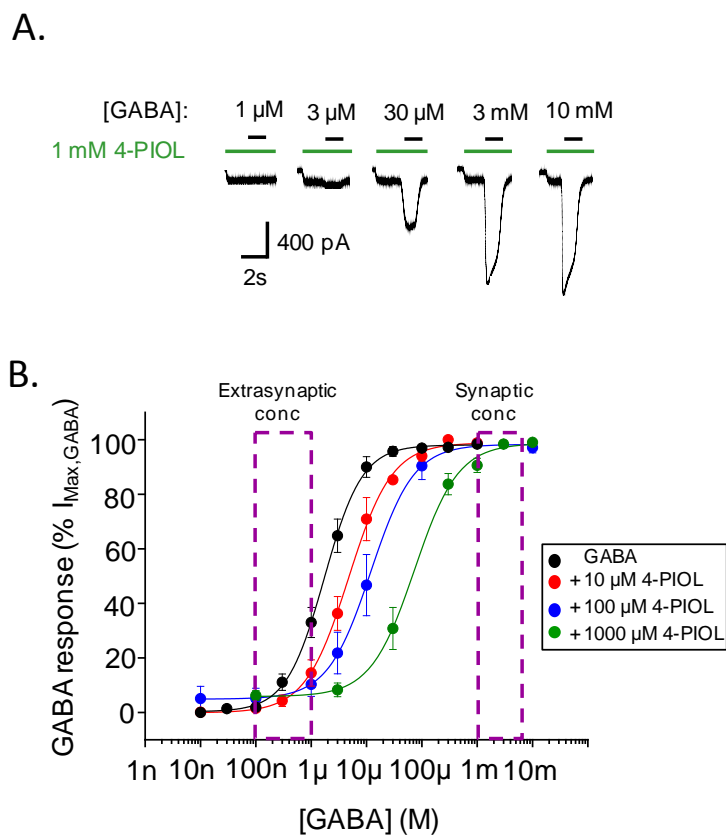 A.
[GABA]: 1 µM 3 µM 30 µM 3 mM 10 mM
1 mM 4-PIOL
400 pA
2s
B.
Extrasynaptic
conc
Synaptic
conc
GABA response (% I Max,GABA)
100
80
60
40
20
0
GABA
+ 10 µM 4-PIOL
+ 100 µM 4-PIOL
+ 1000 µM 4-PIOL
1n 10n 100n 1µ 10µ 100µ 1m 10m
[GABA] (M)